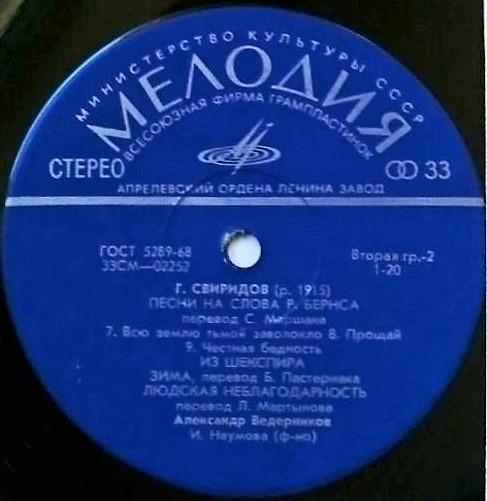 МИНИСТЕРСТВО КУЛЬТУРЫ СССР
МЕЛОДИЯ
ВСЕСОЮЗНАЯ ФИРМА ГРАМПЛАСТИНОК
СТЕРЕО 33
АПРЕЛЕВСКИЙ ОРДЕНА ЛЕНИНА ЗАВОД
ГОСТ 5289-68 Вторая гр.-2
33СМ—02252 1-20
Г. СВИРИДОВ (р. 1915)
ПЕСНИ НА СЛОВА Р. БЕРНСА
перевод С. Маршака
7. Всю землю тьмой заволокло 8. Прощай
9. Честная бедность
ИЗ ШЕКСПИРА
ЗИМА, перевод Б. Пастернака
ЛЮДСКАЯ НЕБЛАГОДАРНОСТЬ
перевод Л. Мартынова
Александр Ведерников
И. Наумова (ф-но)